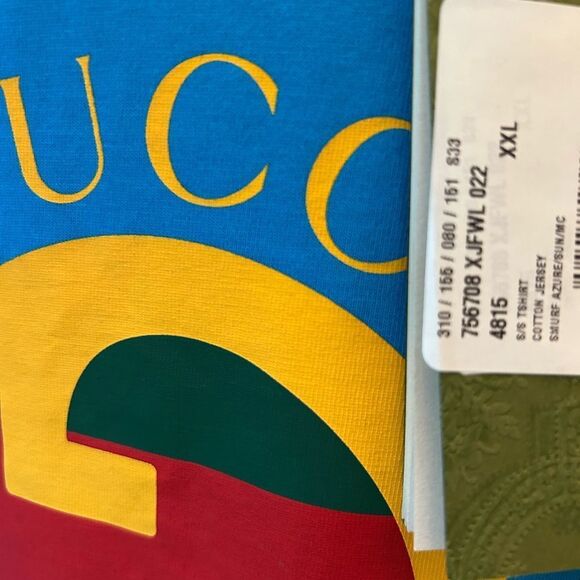 UCC
310 / 155 / 080 / 151 833
756708 XJFWL 022
4815 XXL
S/S TSHIRT
COTTON JERSEY
SMURF AZURE/SUN/MC